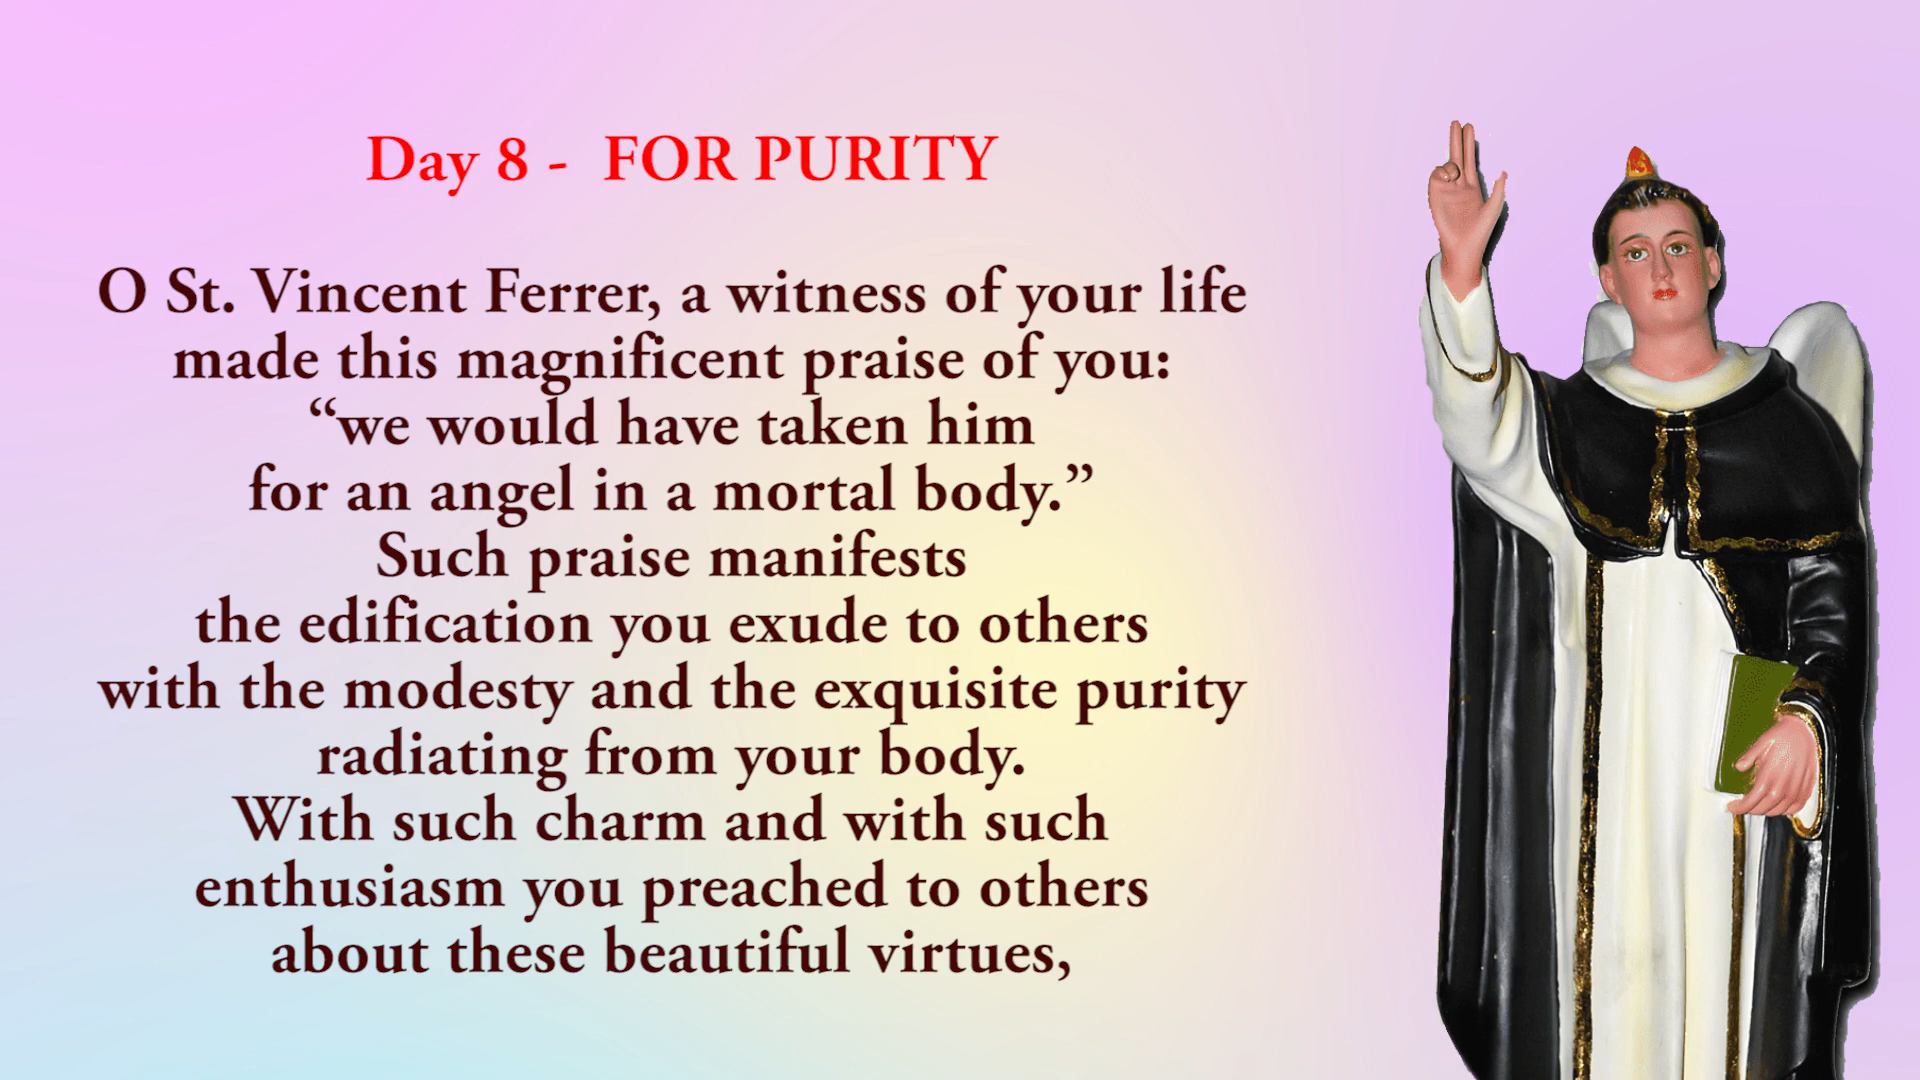 Day 8 -  FOR PURITY
O St. Vincent Ferrer, a witness of your life
made this magnificent praise of you:
“we would have taken him
for an angel in a mortal body.”
Such praise manifests
the edification you exude to others
with the modesty and the exquisite purity
radiating from your body.
With such charm and with such
enthusiasm you preached to others
about these beautiful virtues,